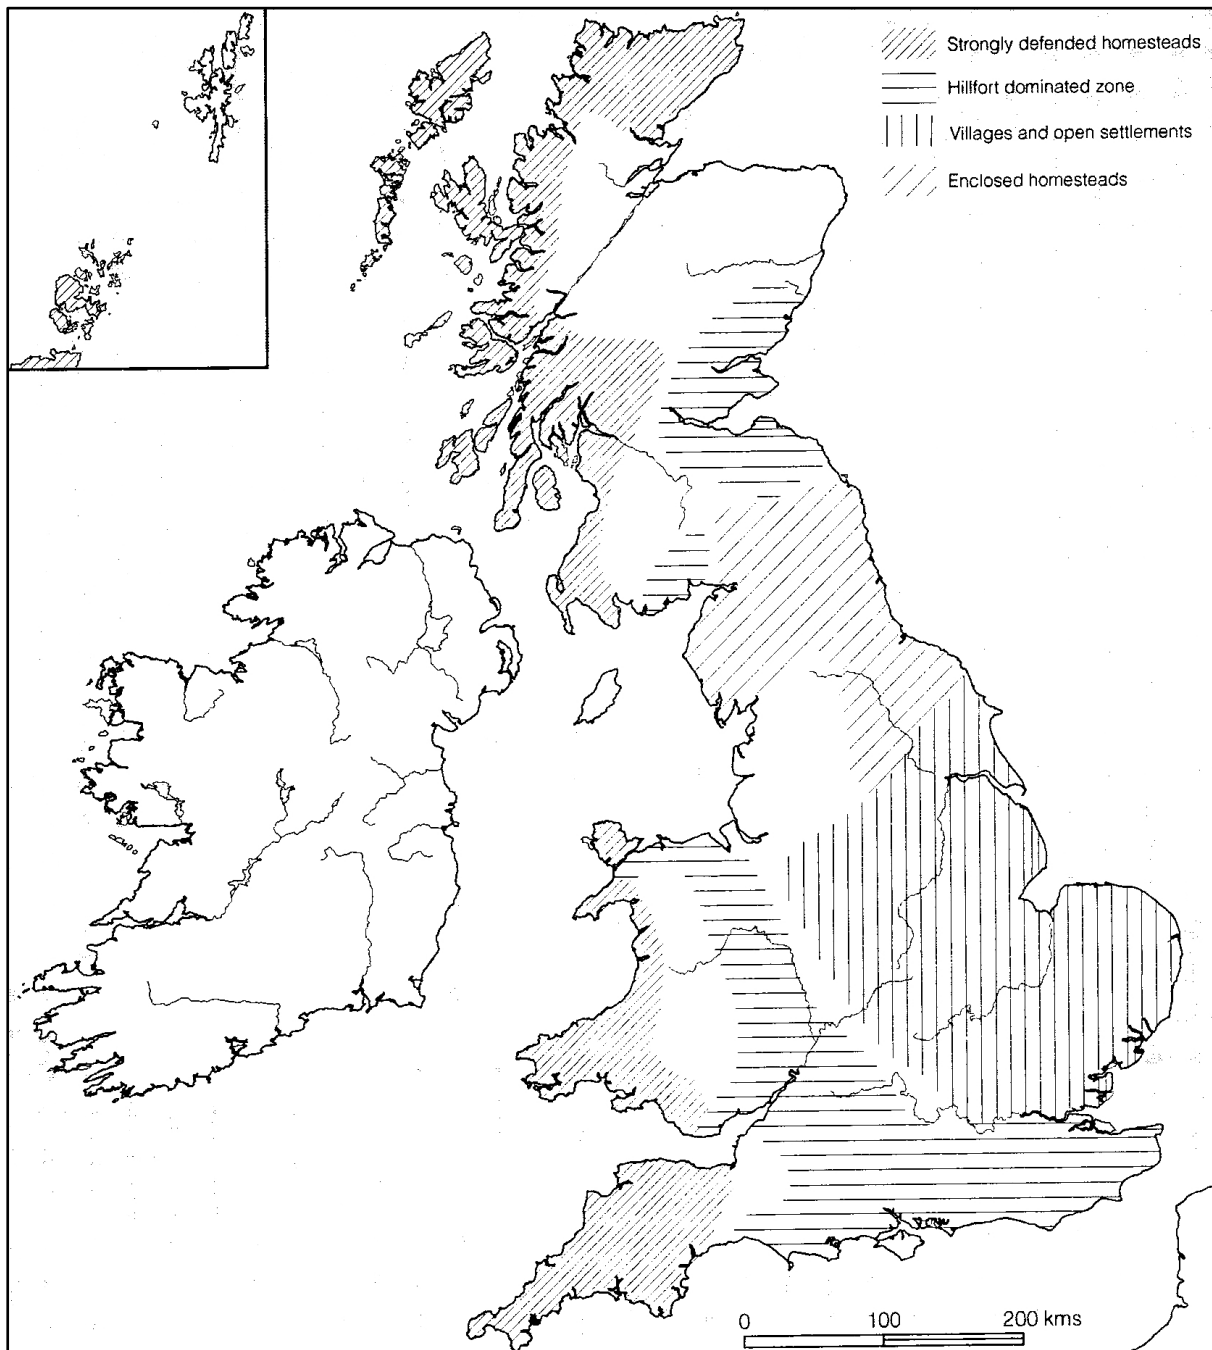 Strongly defended homesteads
Hillfort dominated zone
Villages and open settlements
Enclosed homesteads
0 100 200 kms